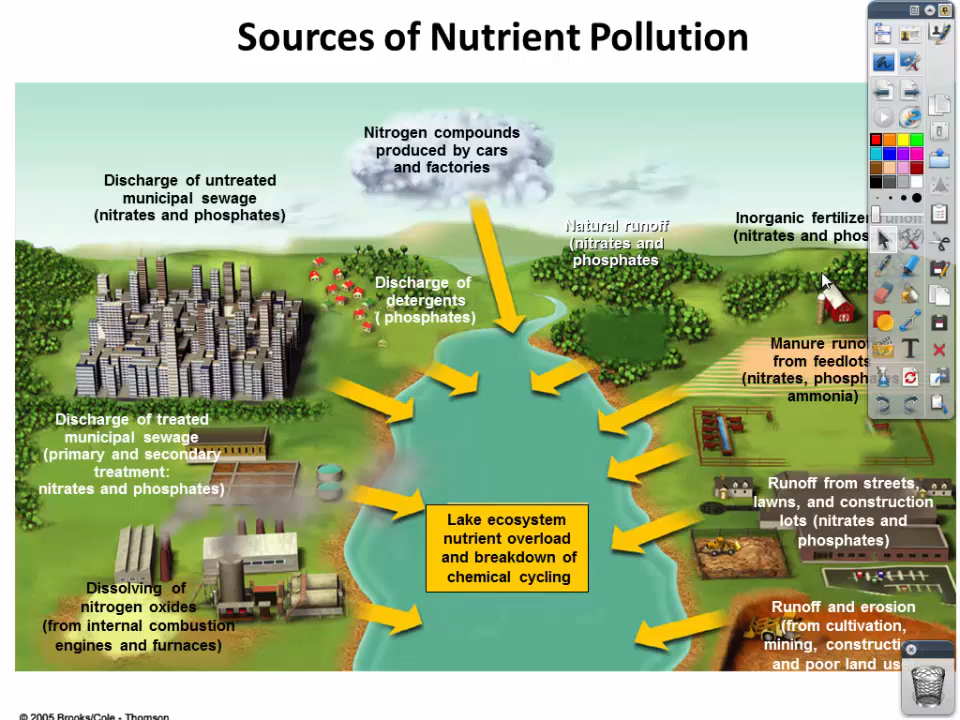 Sources of Nutrient Pollution
Nitrogen compounds
produced by cars
and factories
Discharge of untreated
municipal sewage
(nitrates and phosphates)
Natural runoff
(nitrates and
phosphates
Inorganic fertilizer runoff
(nitrates and phos
Discharge of
detergents
( phosphates)
Manure runo
from feedlots
(nitrates, phosphates
ammonia)
Discharge of treated
municipal sewage
(primary and secondary
treatment:
nitrates and phosphates)
Runoff from streets,
lawns, and construction
lots (nitrates and
phosphates)
Lake ecosystem
nutrient overload
and breakdown of
chemical cycling
Dissolving of
nitrogen oxides
(from internal combustion
engines and furnaces)
Runoff and erosion
(from cultivation,
mining, constructi
and poor land us
© 2005 Brooks/Cole - Thomson